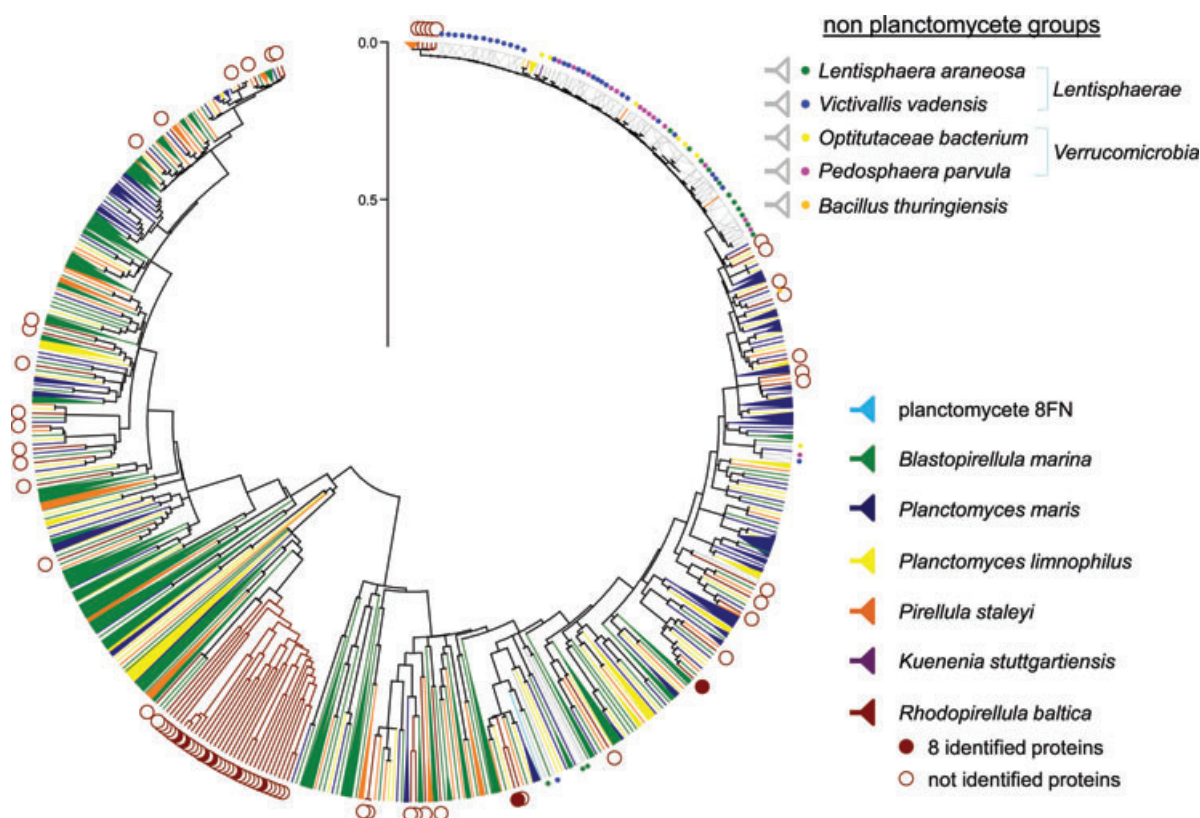 0.0
0.5
non planctomycete groups
Lentisphaera araneosa
Victivallis vadensis
Lentisphaerae
Optitutaceae bacterium
Pedosphaera parvula
Verrucomicrobia
Bacillus thuringiensis
planctomycete 8FN
Blastopirellula marina
Planctomyces maris
Planctomyces limnophilus
Pirellula staleyi
Kuenenia stuttgartiensis
Rhodopirellula baltica
8 identified proteins
not identified proteins